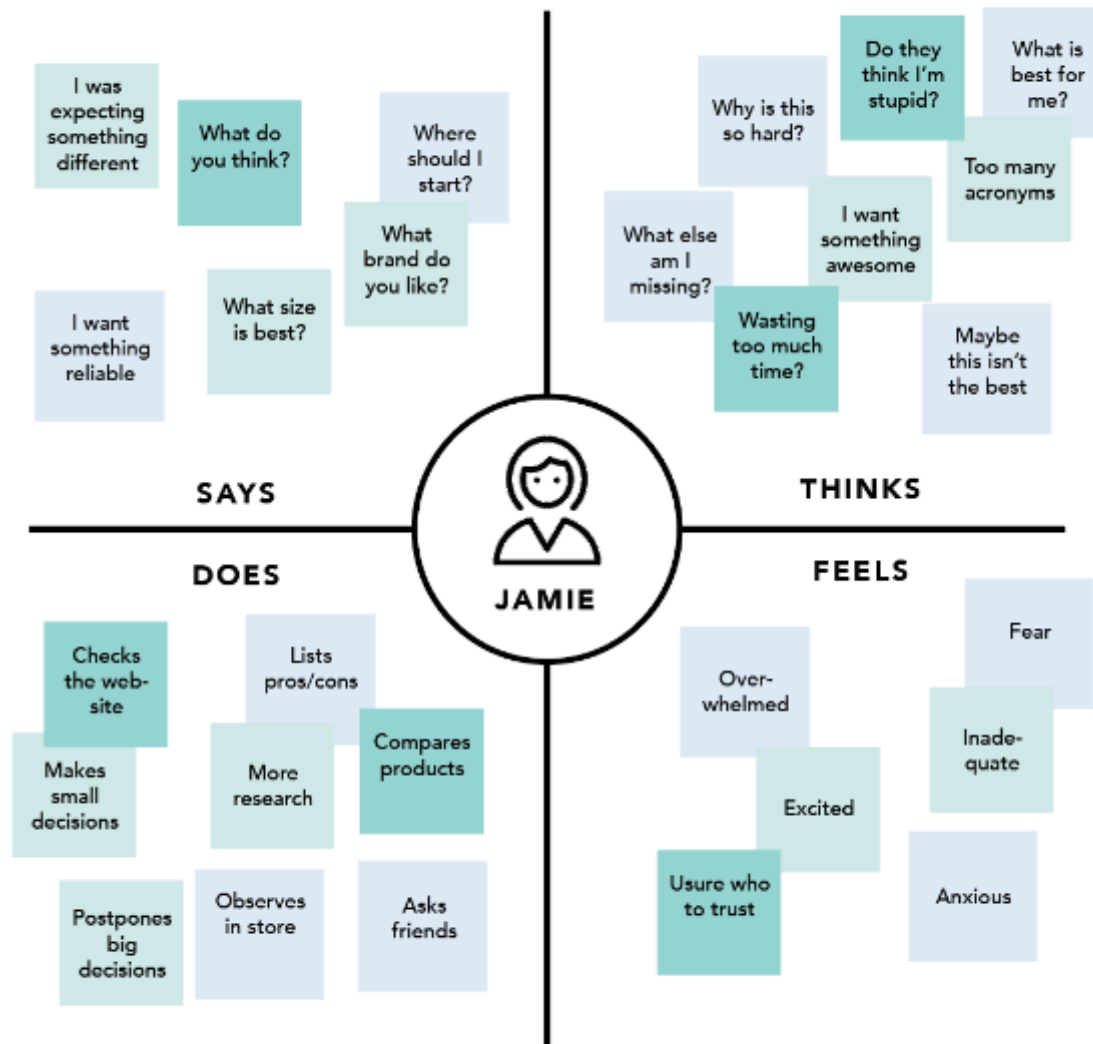 I was
expecting
something
different
What do
you think?
Where
should I
start?
What
brand do
you like?
What size
is best?
I want
something
reliable
SAYS
Do they
think I'm
stupid?
What is
best for
me?
Why is this
so hard?
Too many
acronyms
I want
something
awesome
What else
am I
missing?
Wasting
too much
time?
Maybe
this isn't
the best
THINKS
JAMIE
DOES
Checks
the web-
site
Lists
pros/cons
Compares
products
More
research
Makes
small
decisions
Postpones
big
decisions
Observes
in store
Asks
friends
FEELS
Fear
Over-
whelmed
Inade-
quate
Excited
Usure who
to trust
Anxious